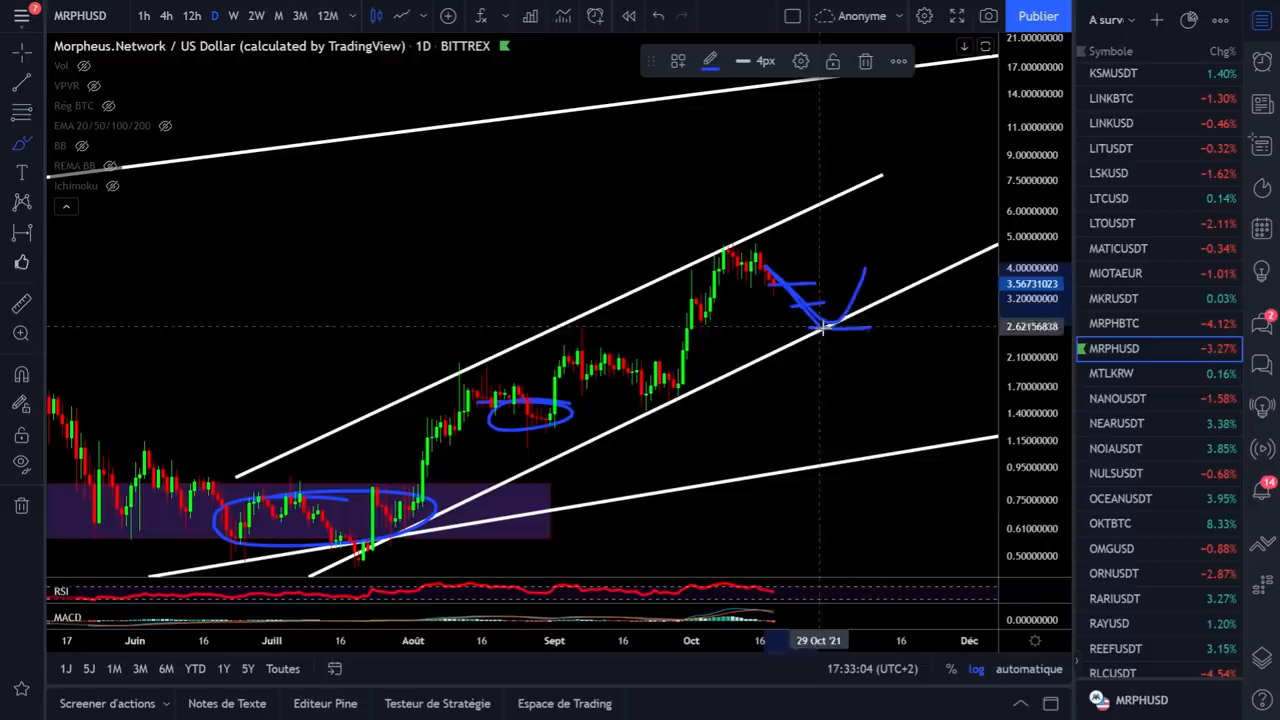 7
MRPHUSD 1h 4h 12h D W 2W M 3M 12M Anonyme Publier
Morpheus.Network / US Dollar (calculated by TradingView) · 1D · BITTREX
4px
Vol
VPVR
Rég BTC
EMA 20/50/100/200
BB
REMA BB
Ichimoku
21.00000000
17.00000000
14.00000000
11.00000000
9.00000000
7.50000000
6.00000000
5.00000000
4.00000000
3.56731023
3.20000000
2.62156838
2.10000000
1.70000000
1.40000000
1.15000000
0.95000000
0.75000000
0.61000000
0.50000000
RSI
MACD
0.00000000
17 Juin 16 Juill 16 Août 16 Sept 16 Oct 16 29 Oct '21 16 Déc
1J 5J 1M 3M 6M YTD 1Y 5Y Toutes 17:33:04 (UTC+2) % log automatique
Screener d'actions Notes de Texte Editeur Pine Testeur de Stratégie Espace de Trading
A surv
Symbole Chg%
KSMUSDT 1.40%
LINKBTC −1.30%
LINKUSD −0.46%
LITUSDT −0.32%
LSKUSD −1.62%
LTCUSD 0.14%
LTOUSDT −2.11%
MATICUSDT −0.34%
MIOTAEUR −1.01%
MKRUSDT 0.03%
MRPHBTC −4.12%
MRPHUSD −3.27%
MTLKRW 0.16%
NANOUSDT −1.58%
NEARUSDT 3.38%
NOIAUSDT 3.85%
NULSUSDT −0.68%
OCEANUSDT 3.95%
OKTBTC 8.33%
OMGUSD −0.88%
ORNUSDT −2.87%
RARIUSDT 3.27%
RAYUSD 1.20%
REEFUSDT 3.15%
RLCUSDT −4.54%
MRPHUSD
2
14